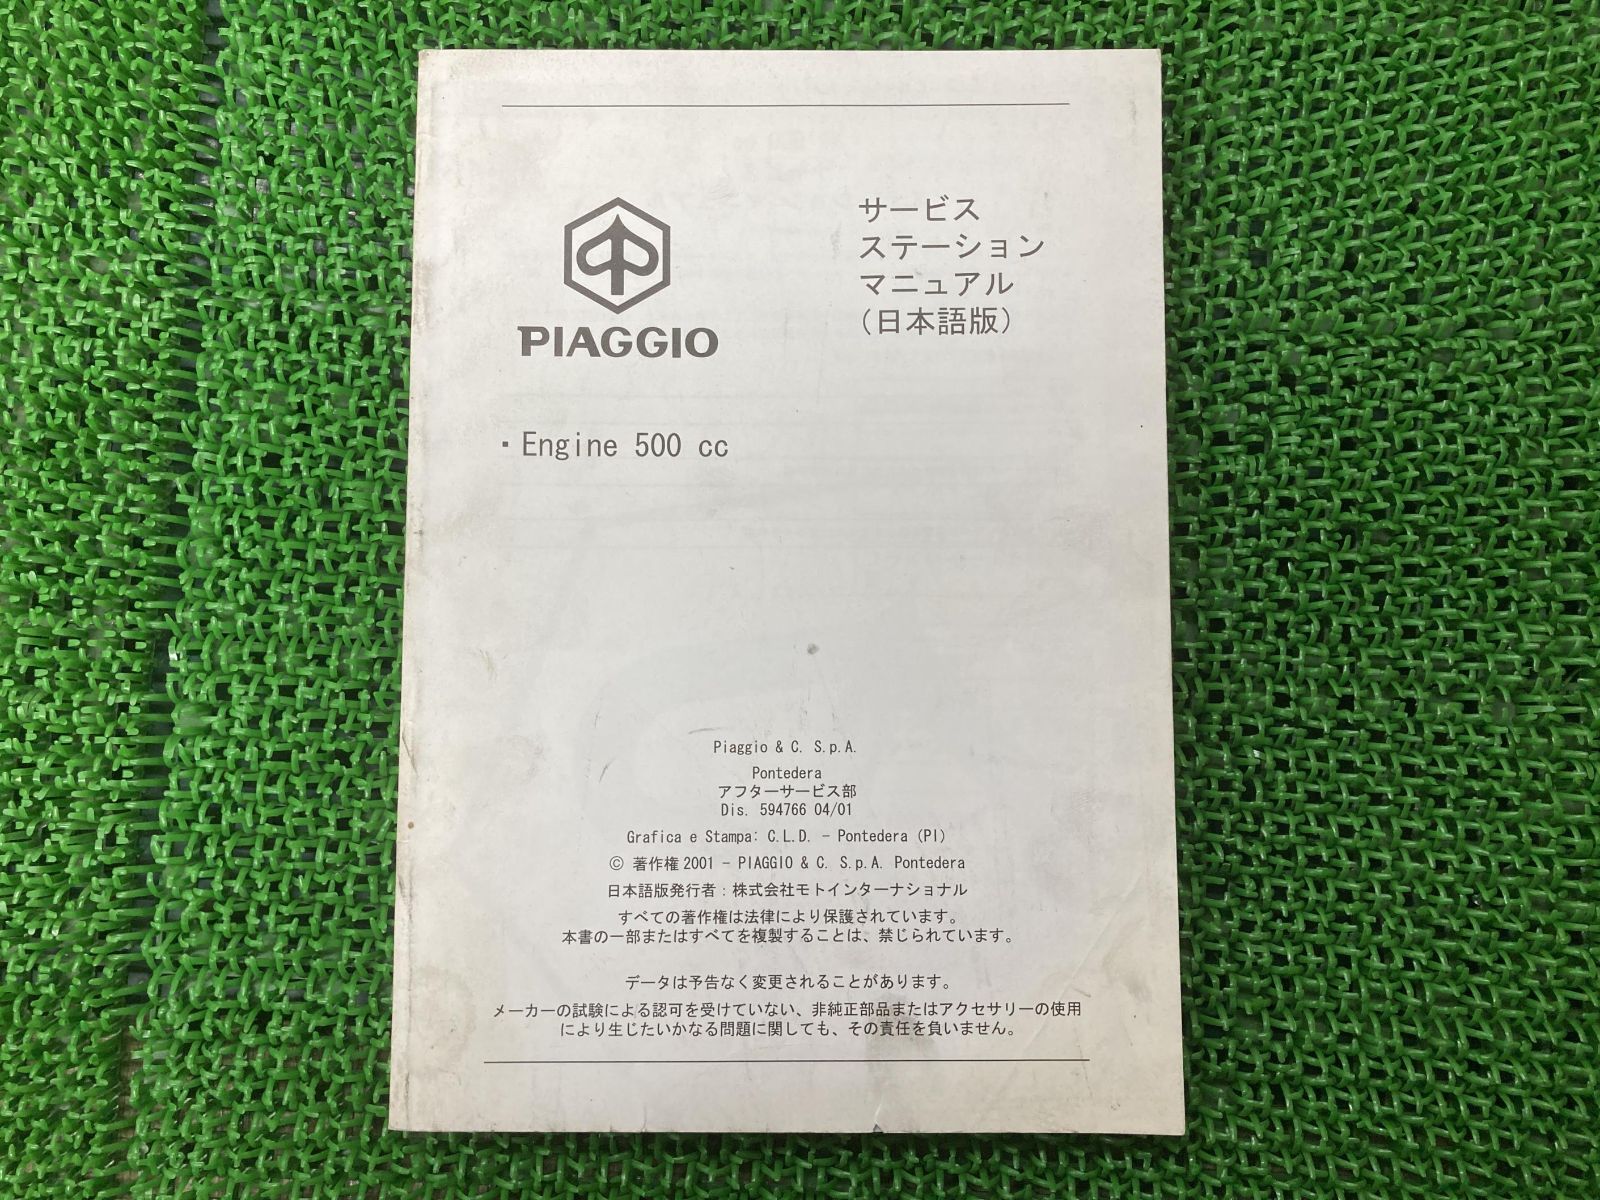 PIAGGIO
サービス
ステーション
マニュアル
（日本語版）
・Engine 500 cc
Piaggio & C. S.p.A.
Pontedera
アフターサービス部
Dis. 594766 04/01
Grafica e Stampa: C.L.D. - Pontedera (PI)
© 著作権 2001 - PIAGGIO & C. S.p.A. Pontedera
日本語版発行者：株式会社モトインターナショナル
すべての著作権は法律により保護されています。
本書の一部またはすべてを複製することは、禁じられています。
データは予告なく変更されることがあります。
メーカーの試験による認可を受けていない、非純正部品またはアクセサリーの使用
により生じたいかなる問題に関しても、その責任を負いません。